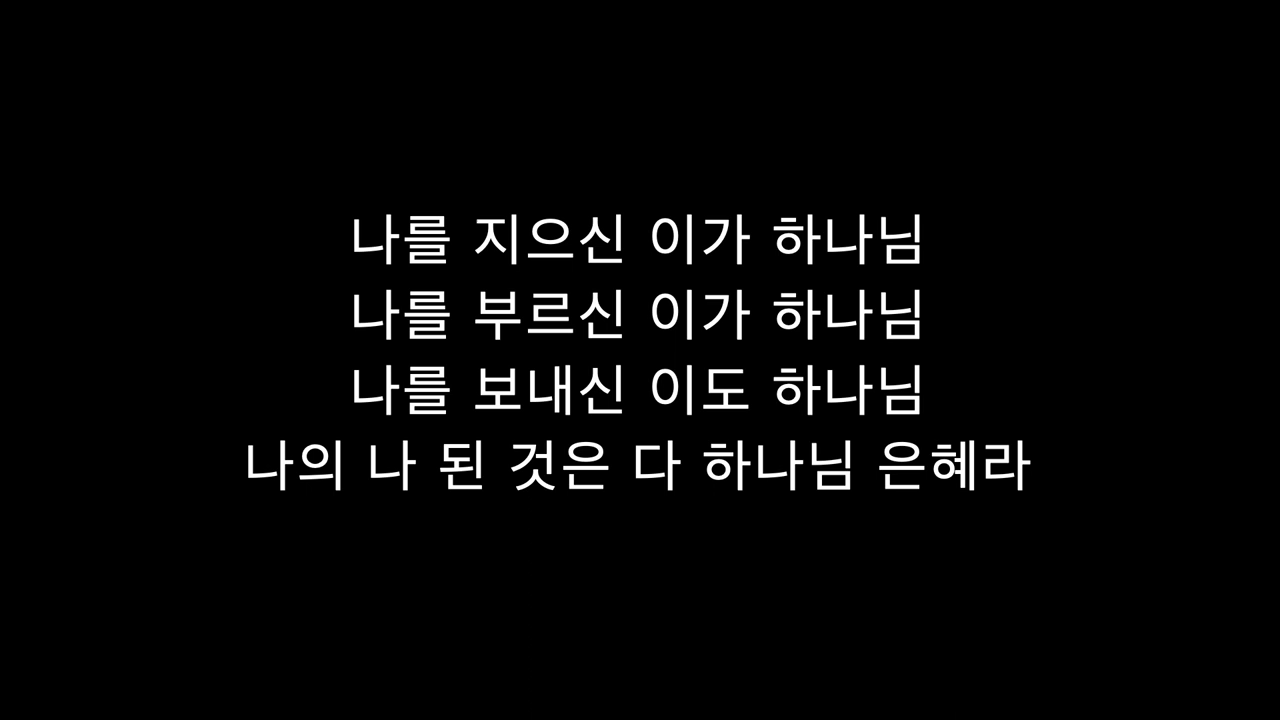 나를 지으신 이가 하나님
나를 부르신 이가 하나님
나를 보내신 이도 하나님
나의 나 된 것은 다 하나님 은혜라